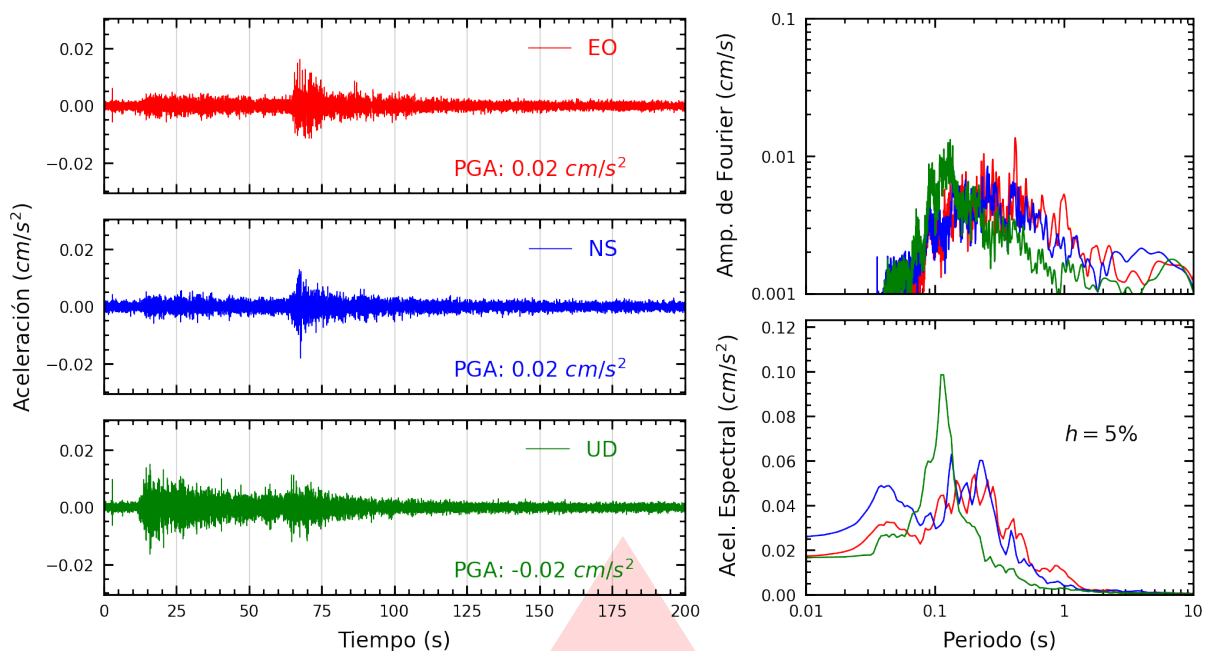 Aceleración (cm/s²)
0.02
0.00
−0.02
EO
PGA: 0.02 cm/s²
0.02
0.00
−0.02
NS
PGA: 0.02 cm/s²
0.02
0.00
−0.02
UD
PGA: -0.02 cm/s²
0 25 50 75 100 125 150 175 200
Tiempo (s)
Amp. de Fourier (cm/s)
0.1
0.01
0.001
Acel. Espectral (cm/s²)
0.12
0.10
0.08
0.06
0.04
0.02
0.00
h = 5%
0.01 0.1 1 10
Periodo (s)